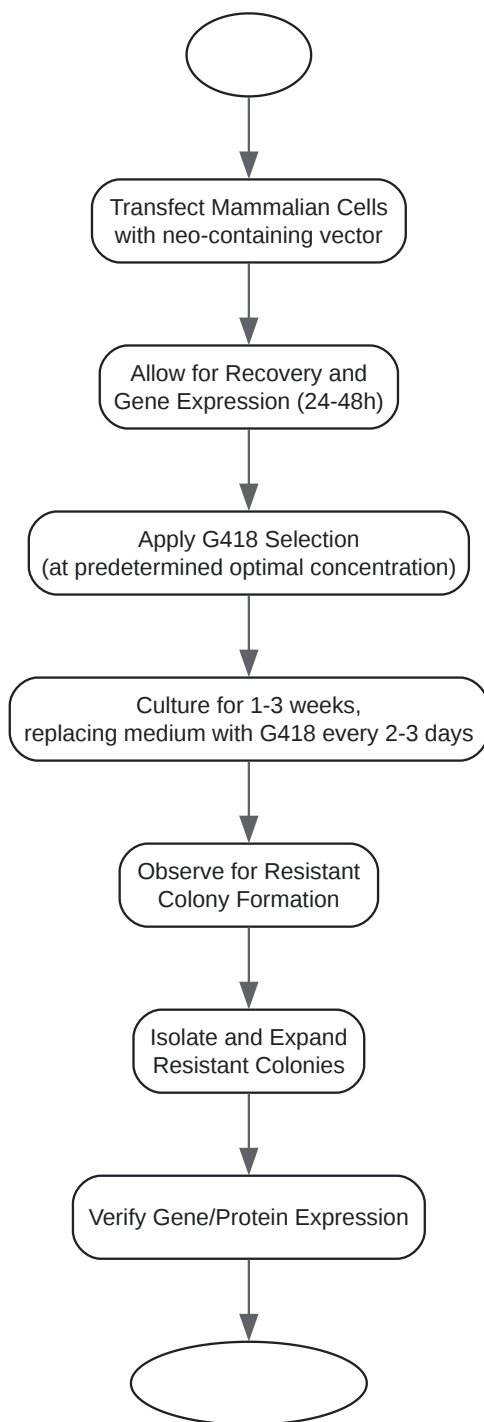 Transfect Mammalian Cells
with neo-containing vector
Allow for Recovery and
Gene Expression (24-48h)
Apply G418 Selection
(at predetermined optimal concentration)
Culture for 1-3 weeks,
replacing medium with G418 every 2-3 days
Observe for Resistant
Colony Formation
Isolate and Expand
Resistant Colonies
Verify Gene/Protein Expression